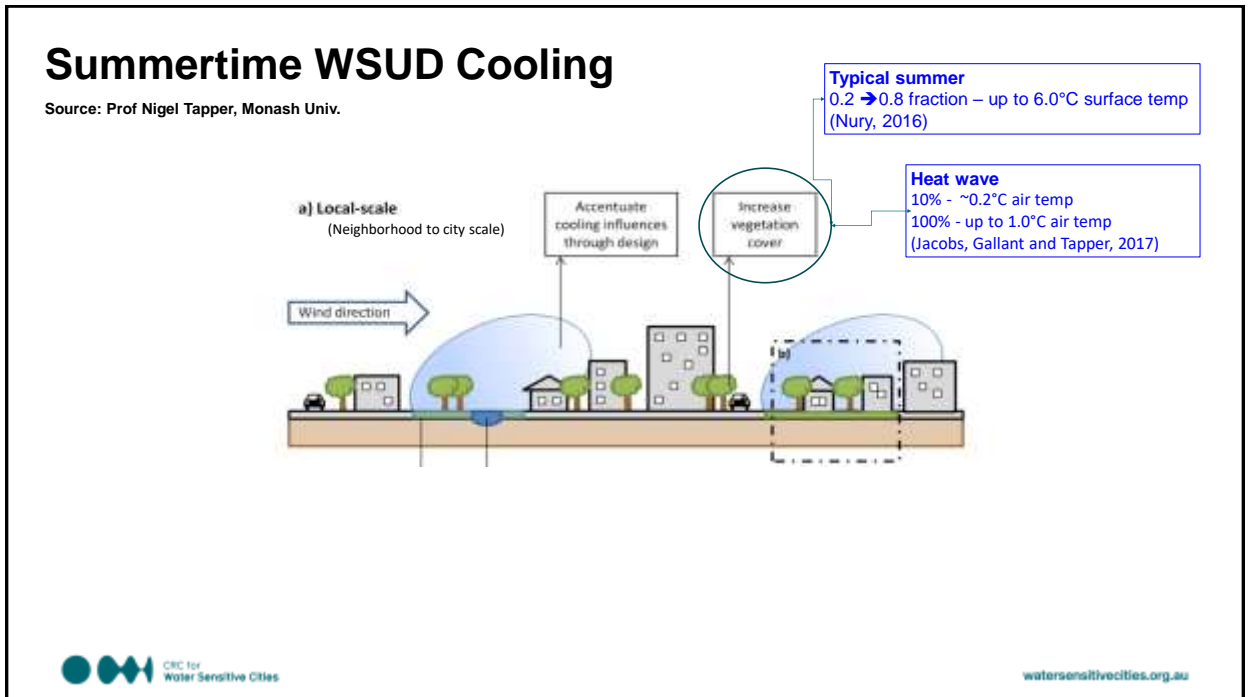 Summertime WSUD Cooling
Source: Prof Nigel Tapper, Monash Univ.
Typical summer
0.2 ➔0.8 fraction – up to 6.0°C surface temp
(Nury, 2016)
Heat wave
10% - ~0.2°C air temp
100% - up to 1.0°C air temp
(Jacobs, Gallant and Tapper, 2017)
a) Local-scale
(Neighborhood to city scale)
Accentuate
cooling influences
through design
Increase
vegetation
cover
Wind direction
b)
CRC for
Water Sensitive Cities
watersensitivecities.org.au